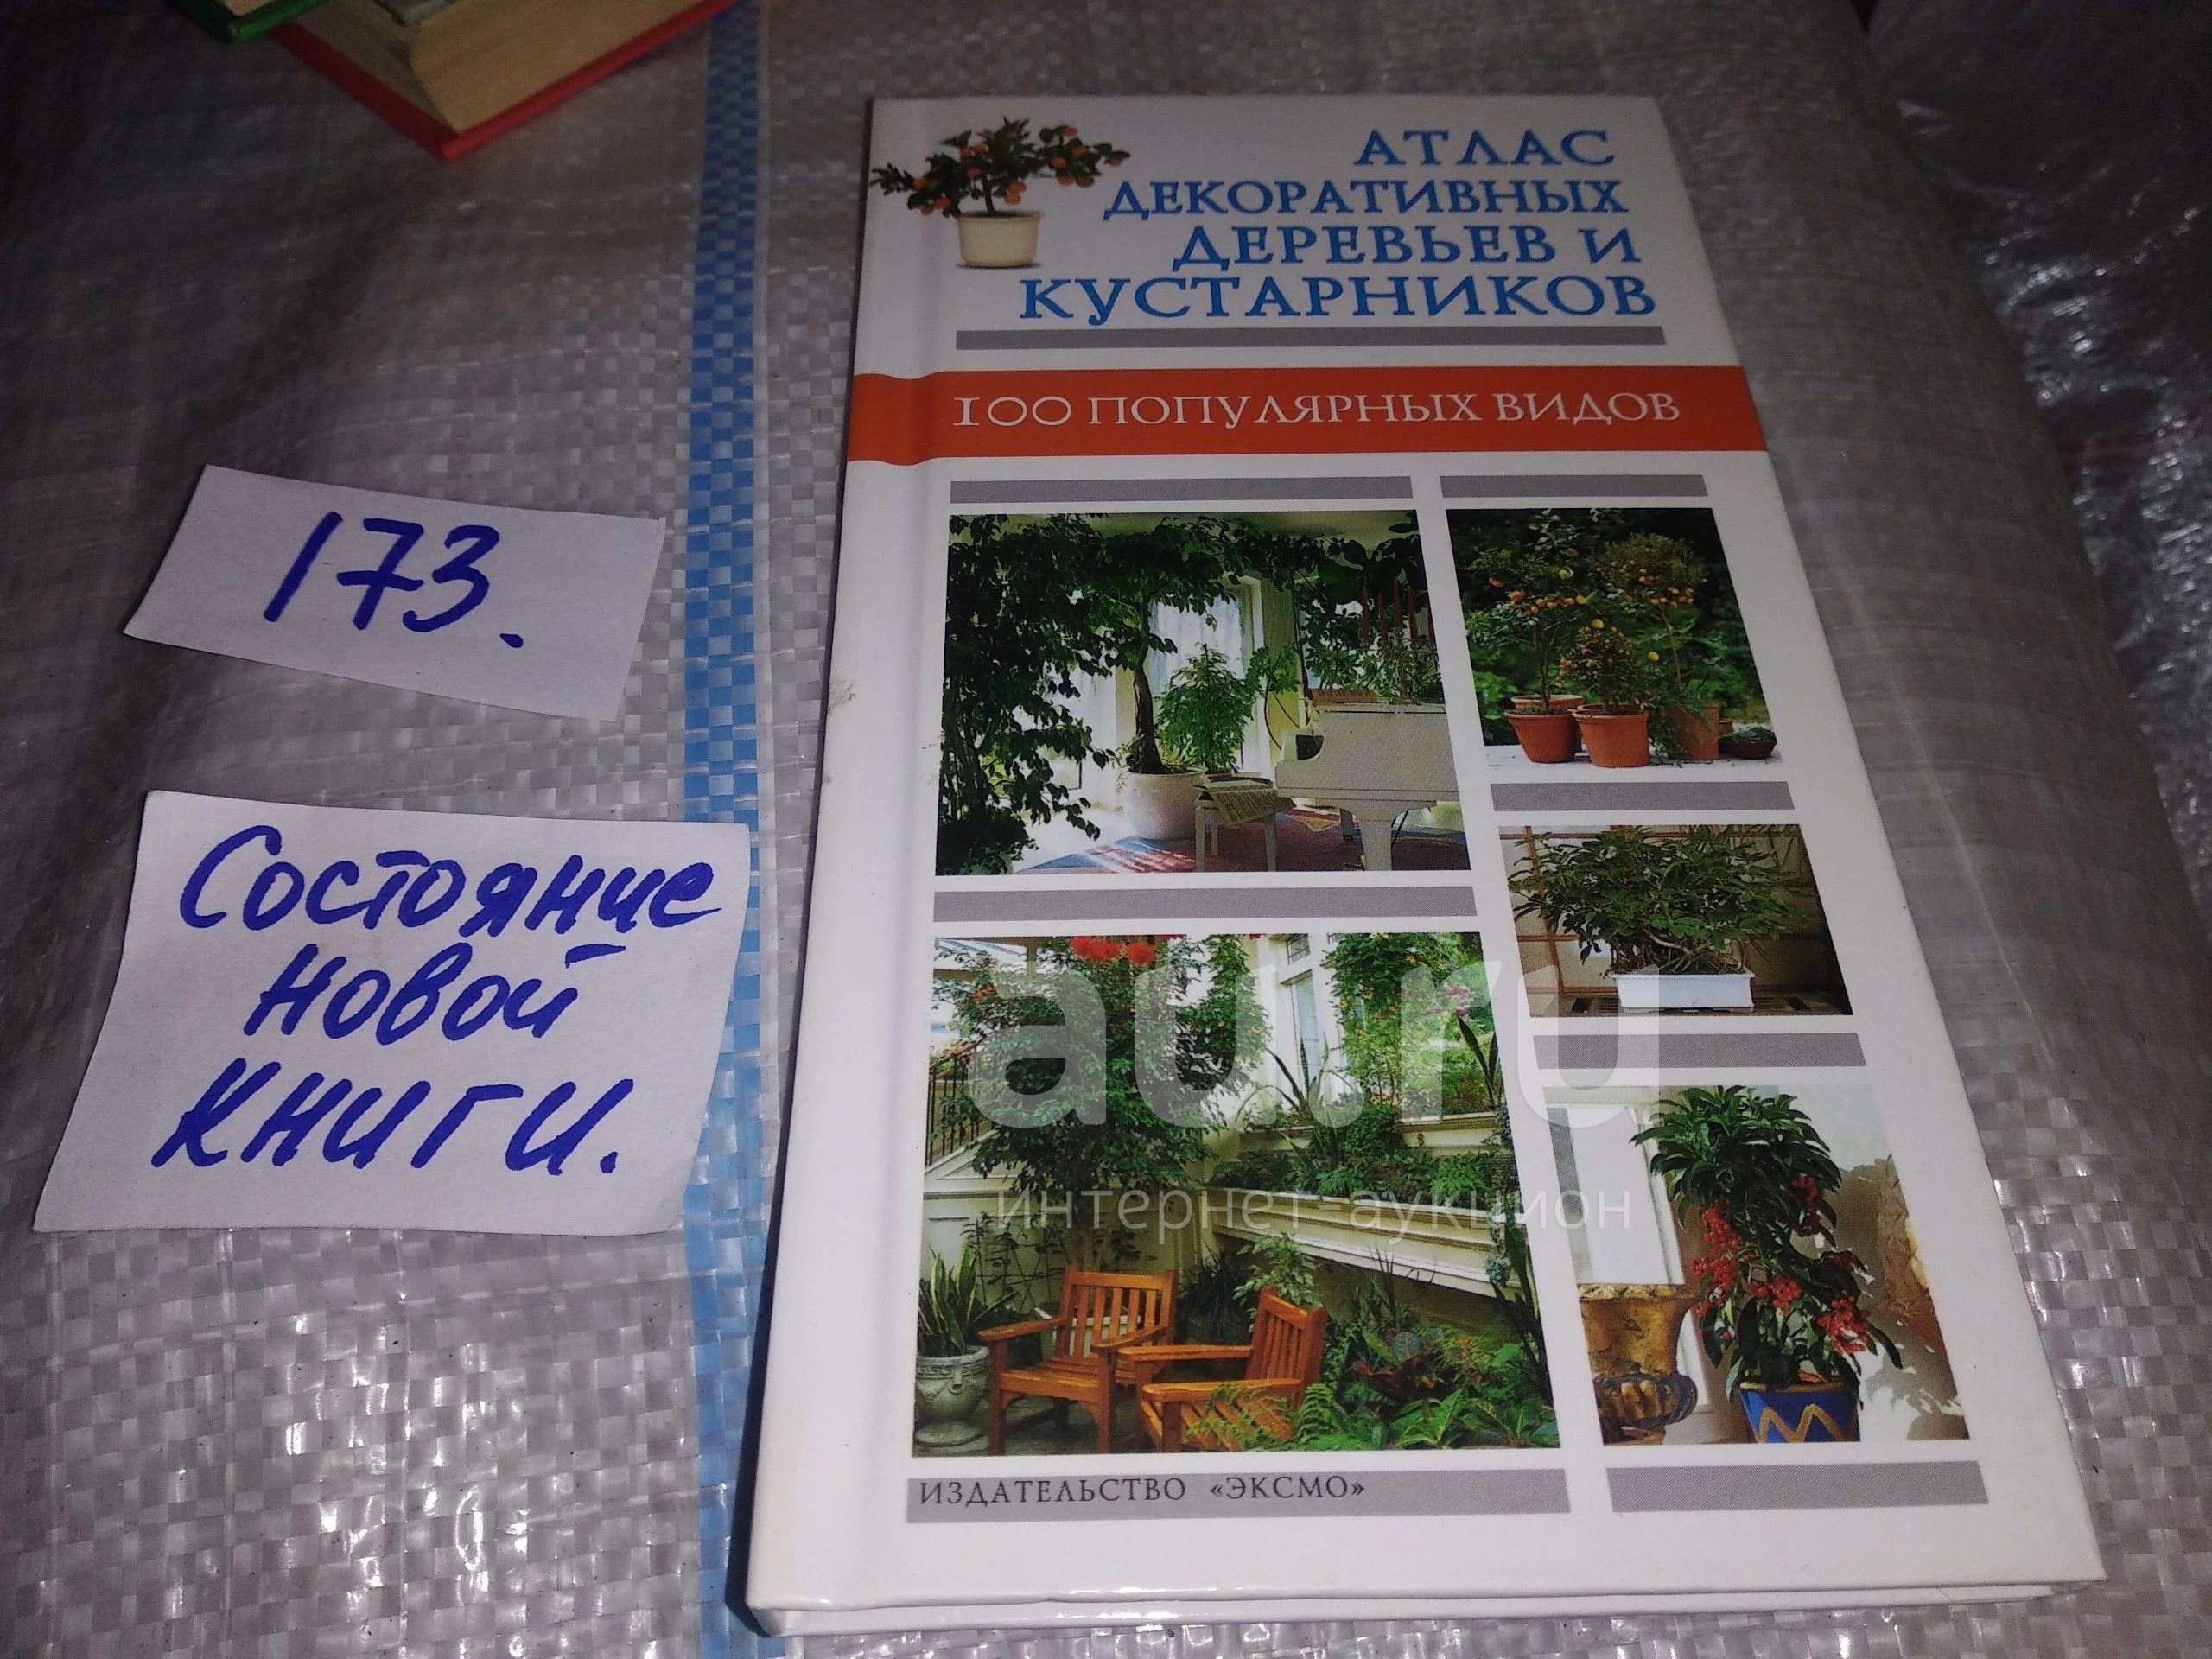 АТЛАС
ДЕКОРАТИВНЫХ
ДЕРЕВЬЕВ И
КУСТАРНИКОВ
100 ПОПУЛЯРНЫХ ВИДОВ
173.
Состояние
новой
книги.
au.ru
интернет-аукцион
ИЗДАТЕЛЬСТВО «ЭКСМО»